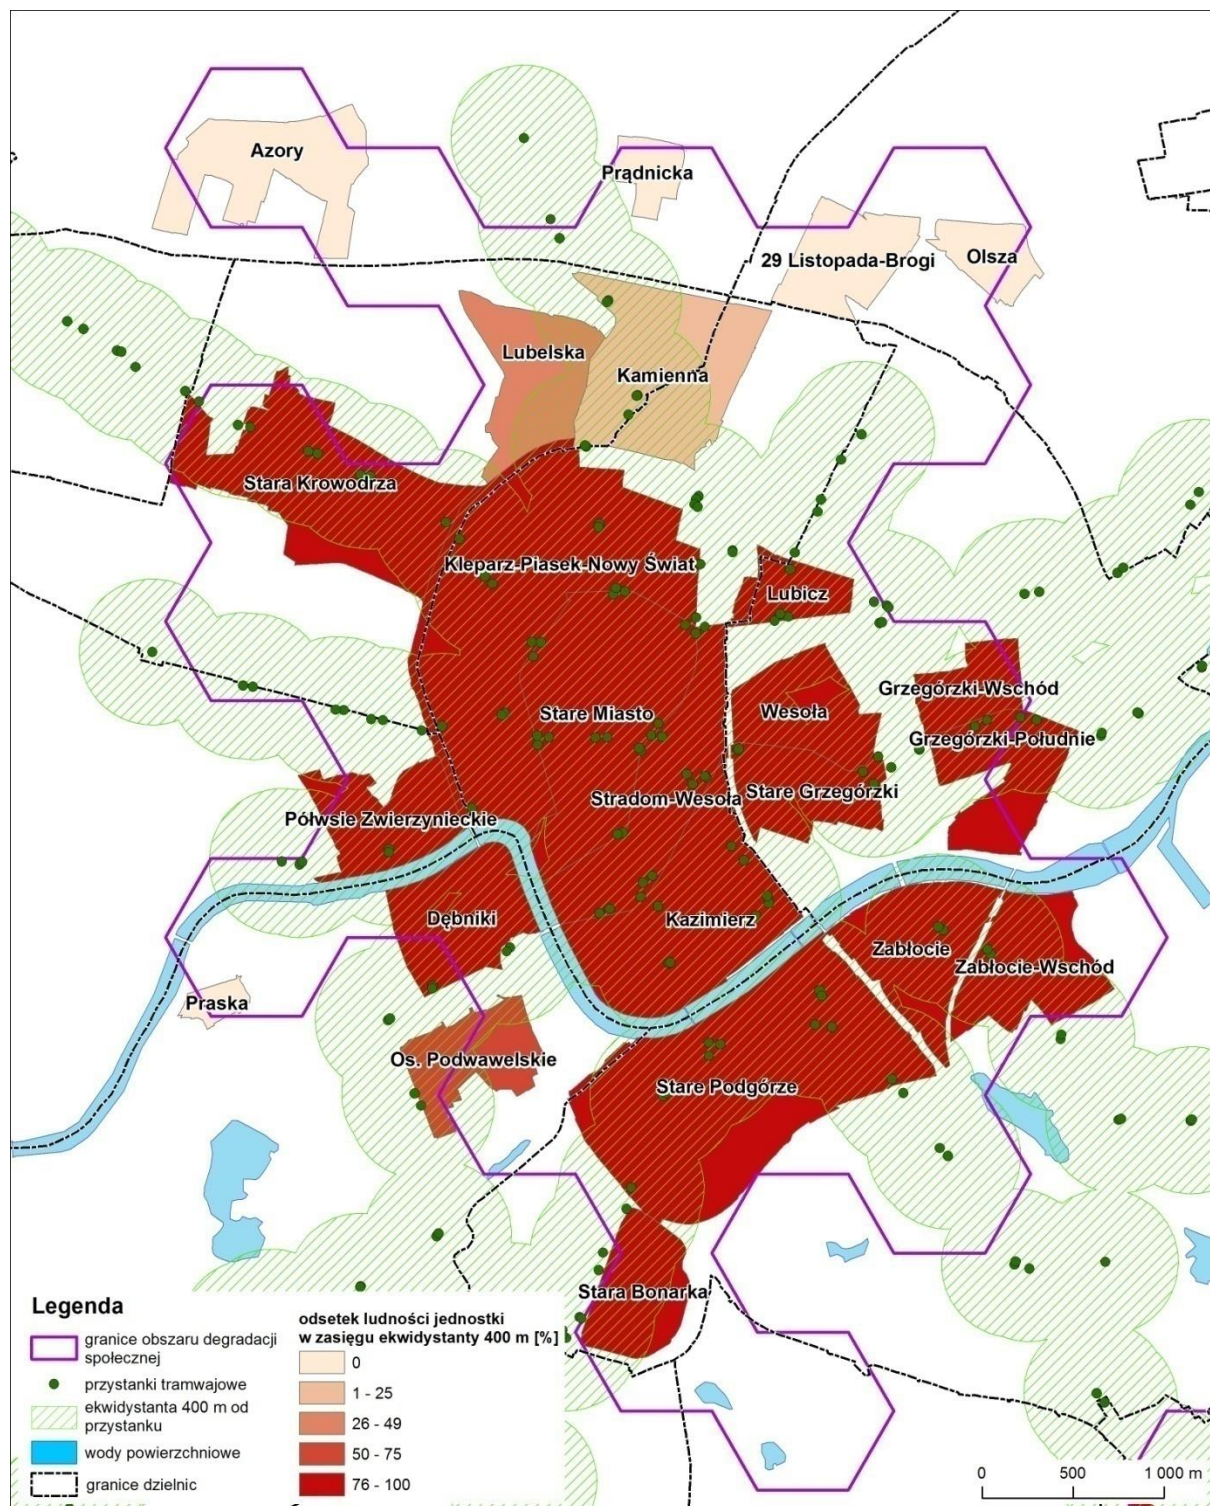 Azory
Prądnicka
29 Listopada-Brogi
Olsza
Lubelska
Kamienna
Stara Krowodrza
Kleparz-Piasek-Nowy Świat
Lubicz
Grzegórzki-Wschód
Wesoła
Stare Miasto
Grzegórzki-Południe
Stradom-Wesoła
Stare Grzegórzki
Półwsie Zwierzynieckie
Dębniki
Kazimierz
Zabłocie
Zabłocie-Wschód
Praska
Os. Podwawelskie
Stare Podgórze
Stara Bonarka
Legenda
granice obszaru degradacji
społecznej
przystanki tramwajowe
ekwidystanta 400 m od
przystanku
wody powierzchniowe
granice dzielnic
odsetek ludności jednostki
w zasięgu ekwidystanty 400 m [%]
0
1 - 25
26 - 49
50 - 75
76 - 100
0 500 1 000 m